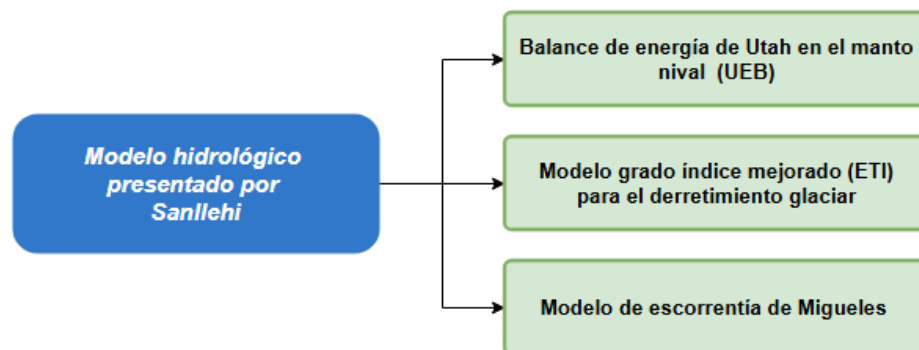 Modelo hidrológico
presentado por
Sanllehi
Balance de energía de Utah en el manto
nival (UEB)
Modelo grado índice mejorado (ETI)
para el derretimiento glaciar
Modelo de escorrentía de Migueles